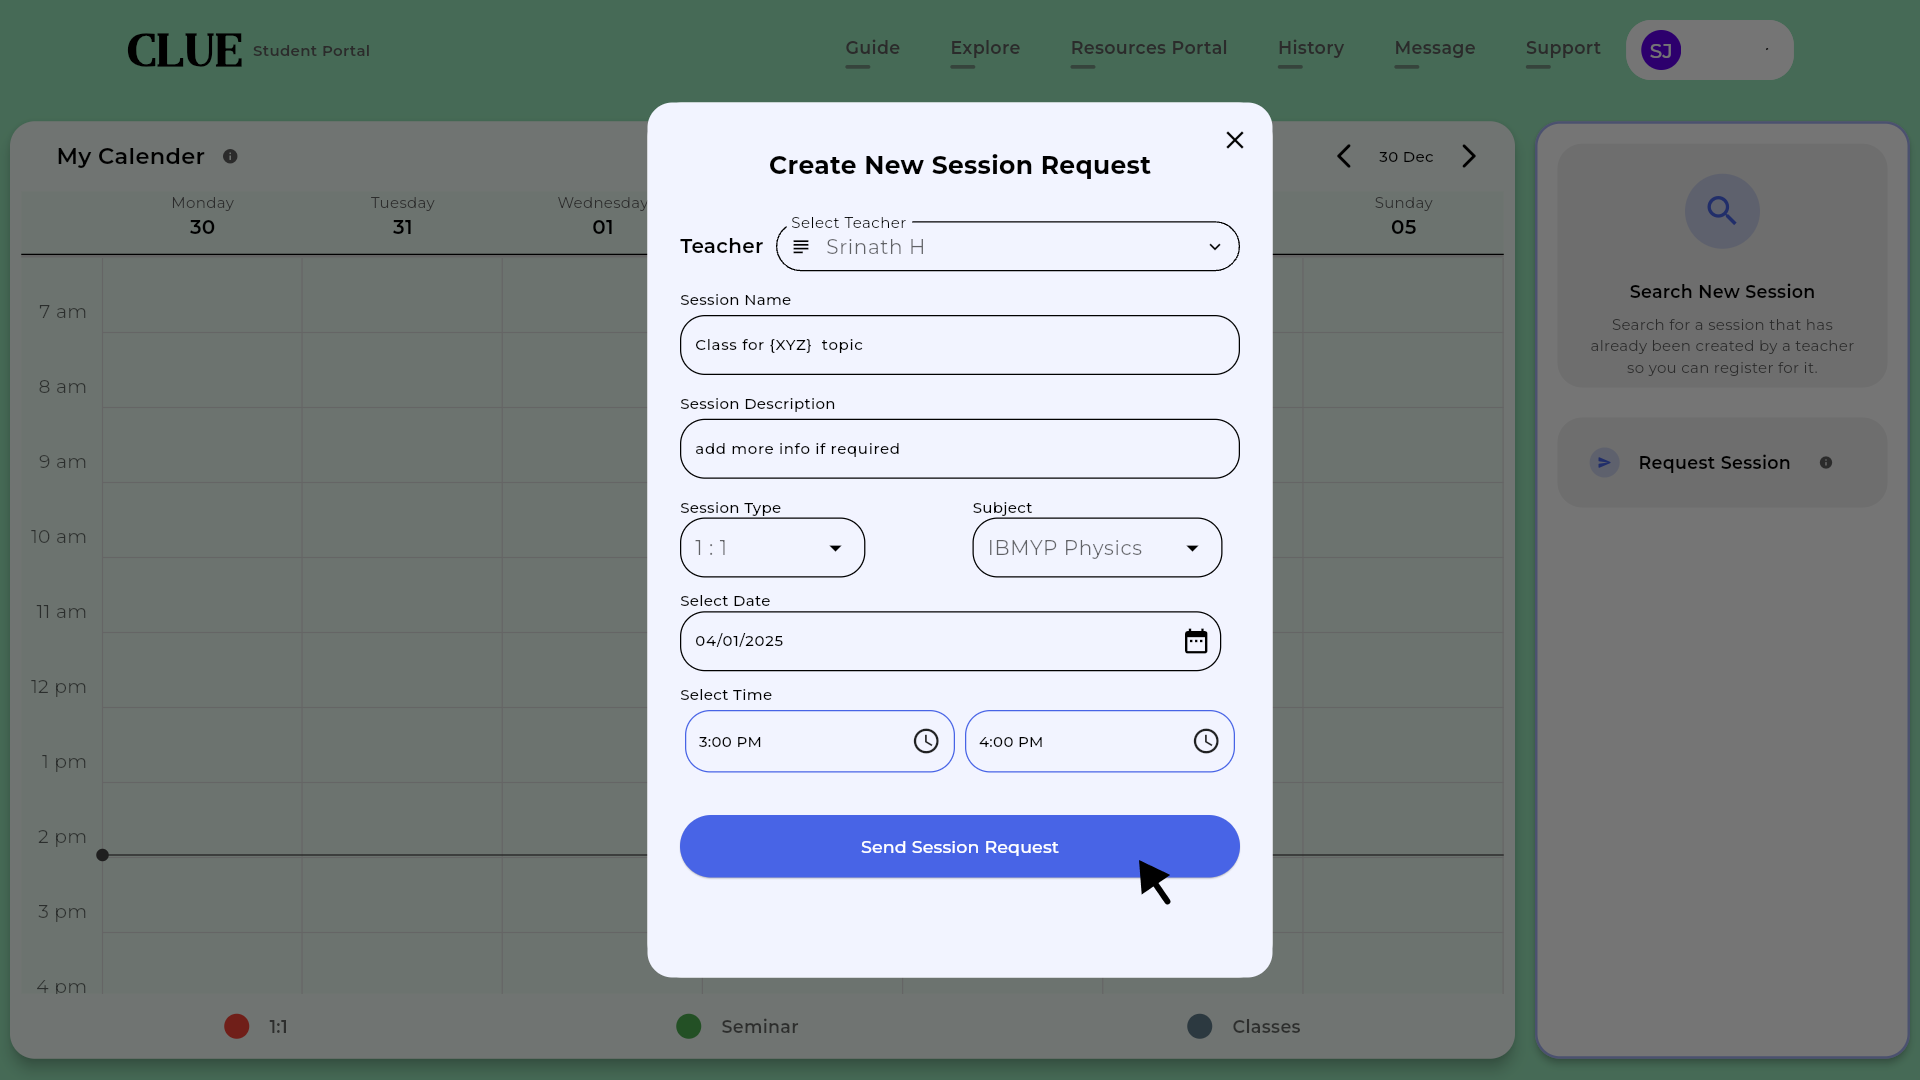 CLUE Student Portal
Guide Explore Resources Portal History Message Support SJ
My Calender
30 Dec
Monday Tuesday Wednesday Sunday
30 31 01 05
7 am
8 am
9 am
10 am
11 am
12 pm
1 pm
2 pm
3 pm
4 pm
1:1 Seminar Classes
Create New Session Request
Select Teacher
Teacher Srinath H
Session Name
Class for {XYZ}  topic
Session Description
add more info if required
Session Type Subject
1 : 1 IBMYP Physics
Select Date
04/01/2025
Select Time
3:00 PM 4:00 PM
Send Session Request
Search New Session
Search for a session that has
already been created by a teacher
so you can register for it.
Request Session